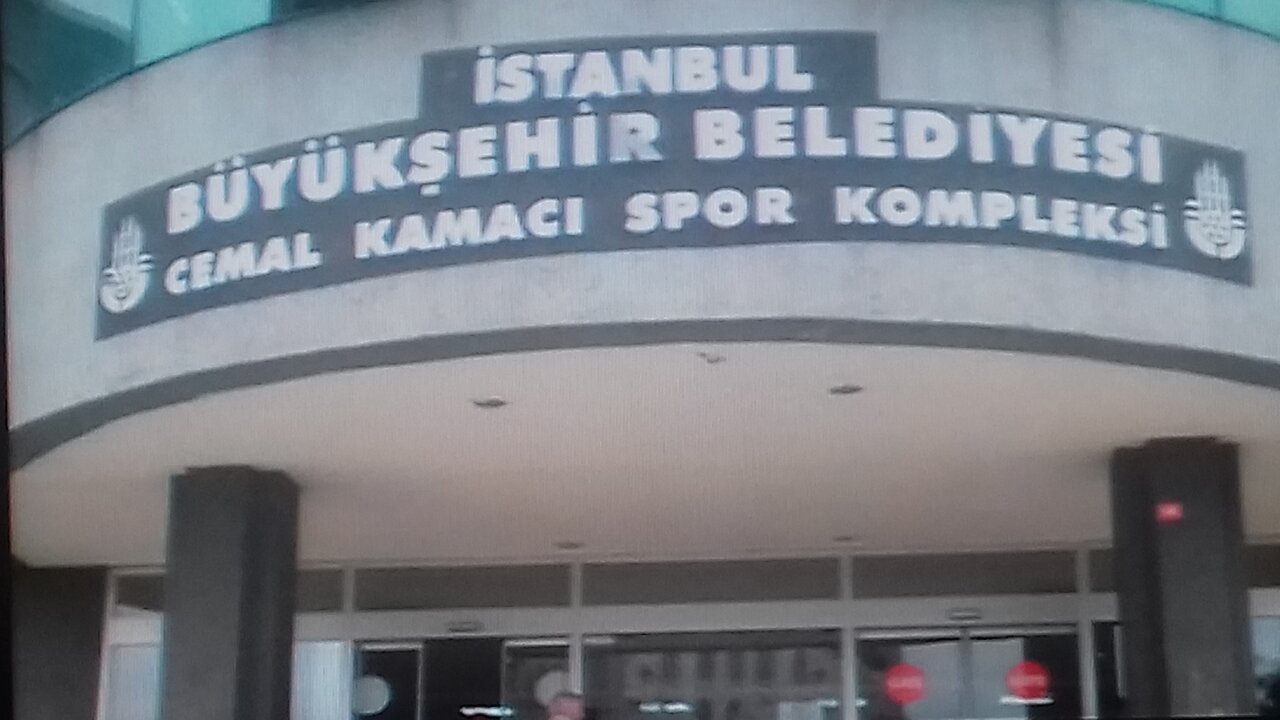 İSTANBUL
BÜYÜKŞEHİR BELEDİYESİ
CEMAL KAMACI SPOR KOMPLEKSİ